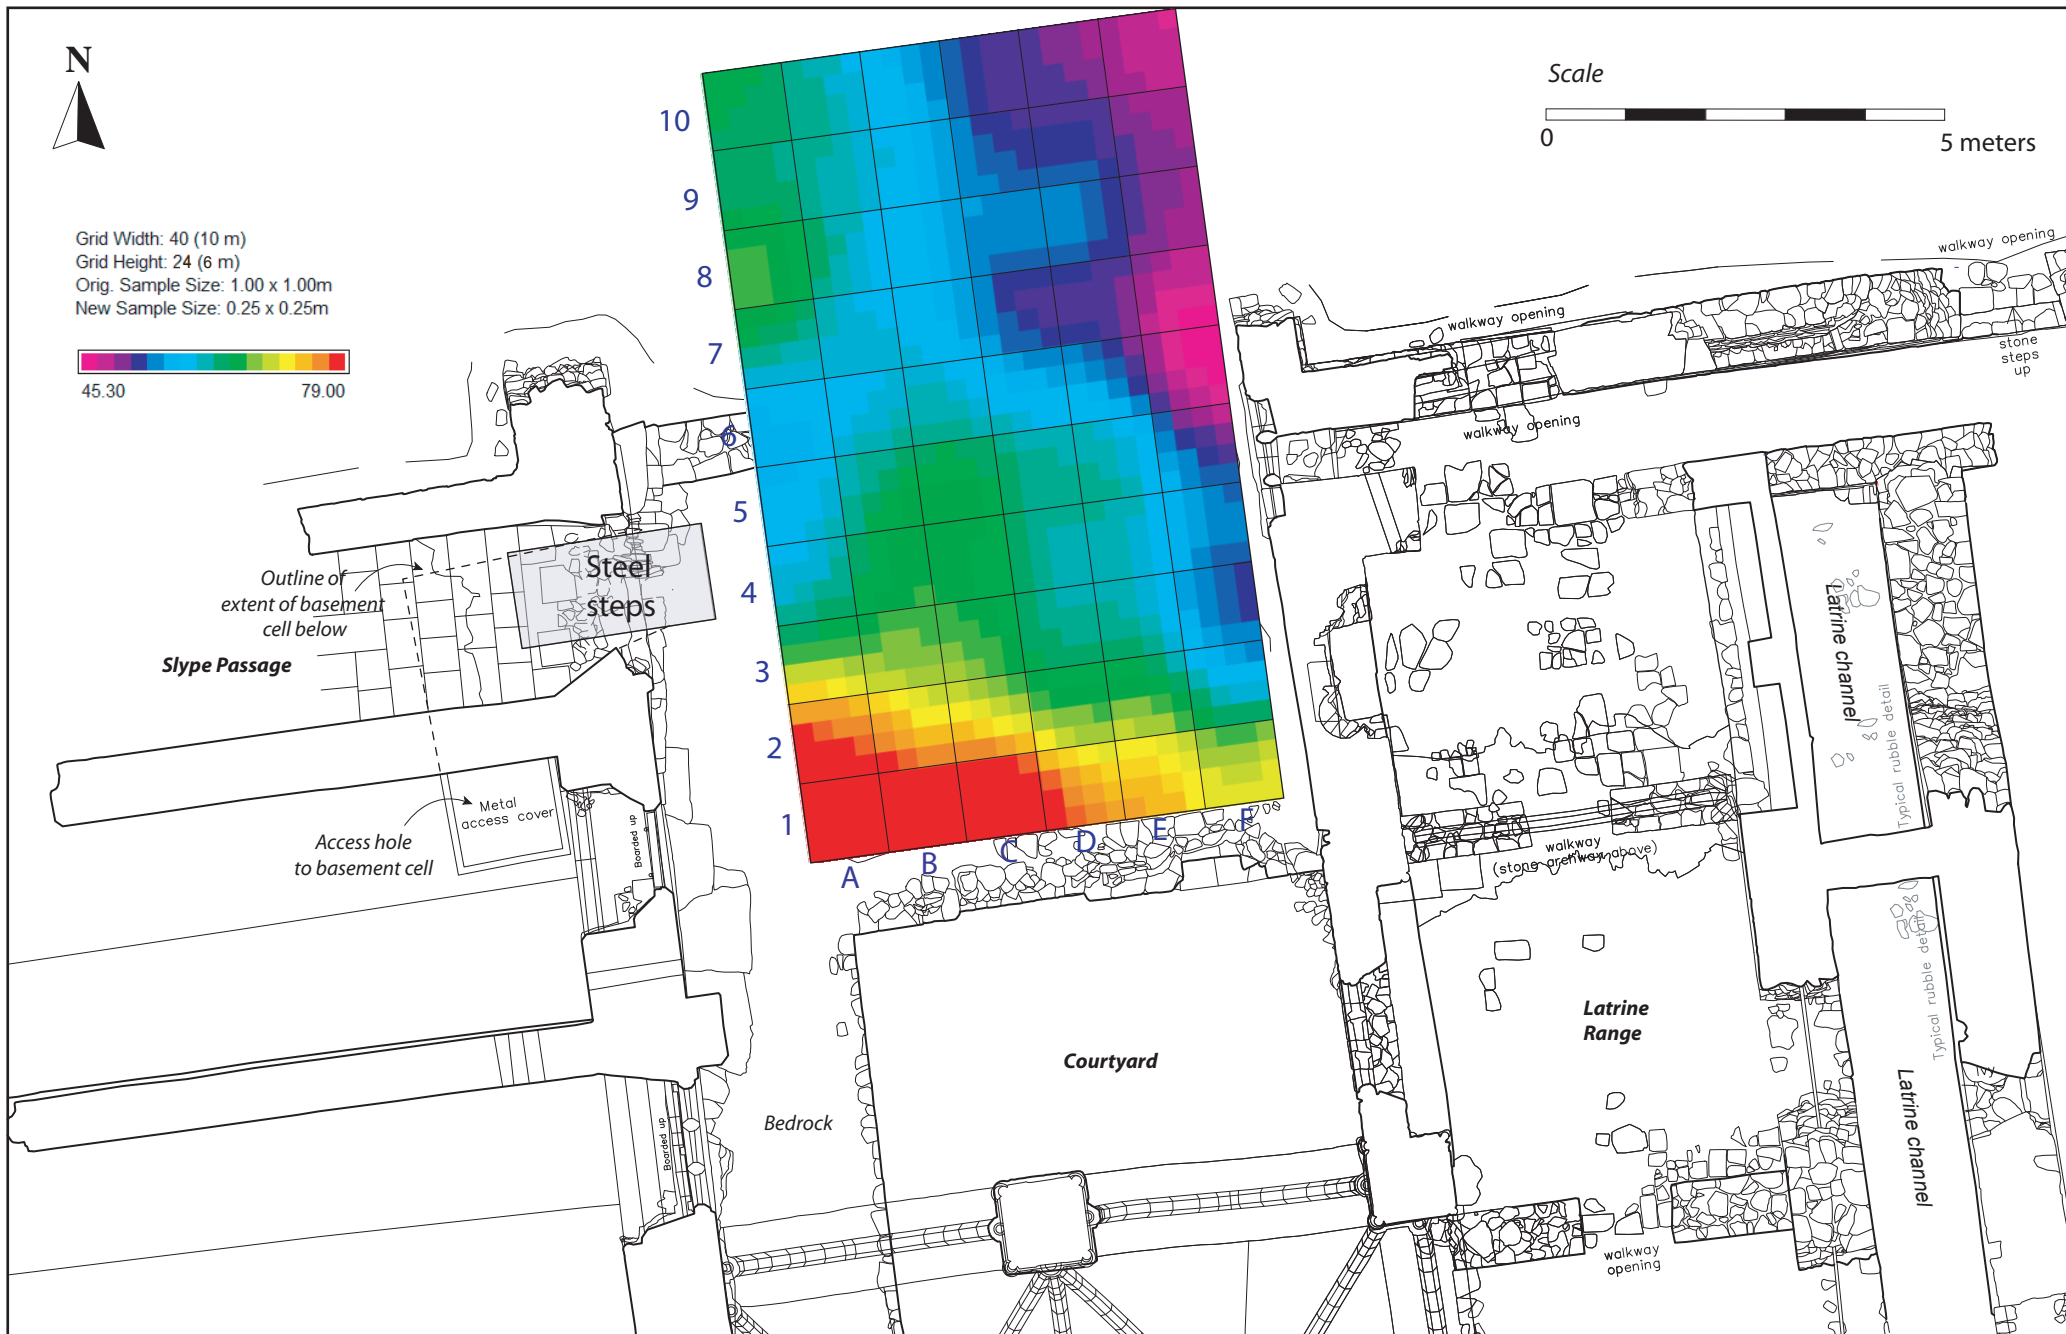 N
Scale
0
5 meters
Grid Width: 40 (10 m)
Grid Height: 24 (6 m)
Orig. Sample Size: 1.00 x 1.00m
New Sample Size: 0.25 x 0.25m
45.30
79.00
10
9
8
7
6
5
4
3
2
1
A
B
C
D
E
F
walkway opening
walkway opening
walkway opening
stone
steps
up
Steel
steps
Outline of
extent of basement
cell below
Slype Passage
Metal
access cover
Access hole
to basement cell
Boarded up
Boarded up
Latrine channel
Typical rubble detail
walkway
(stone archway above)
Latrine
Range
Typical rubble detail
Latrine channel
Ivy
Courtyard
Bedrock
walkway
opening